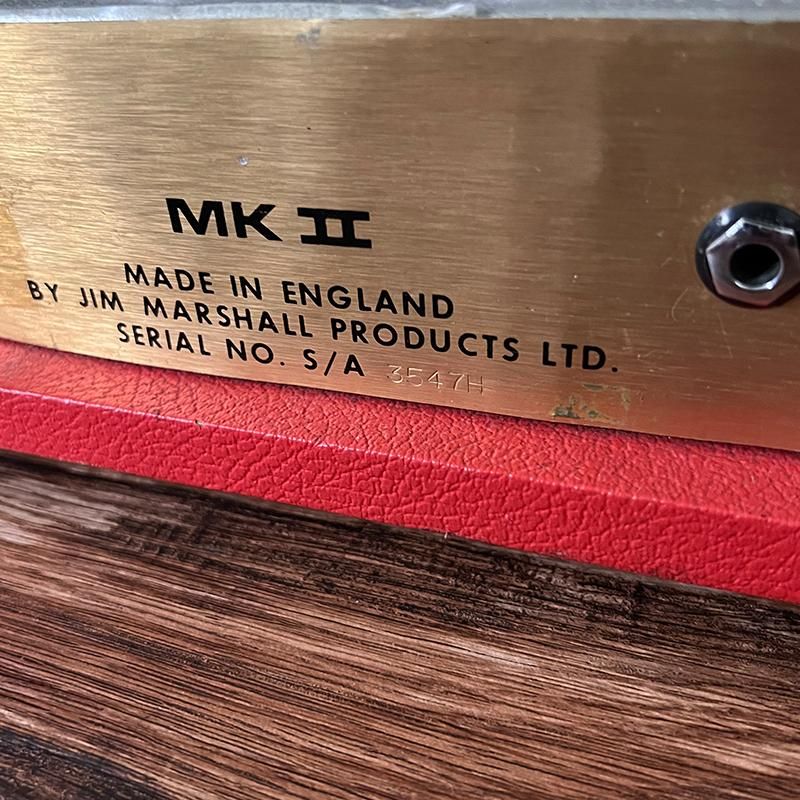 MK II
MADE IN ENGLAND
BY JIM MARSHALL PRODUCTS LTD.
SERIAL NO. S/A 3547H